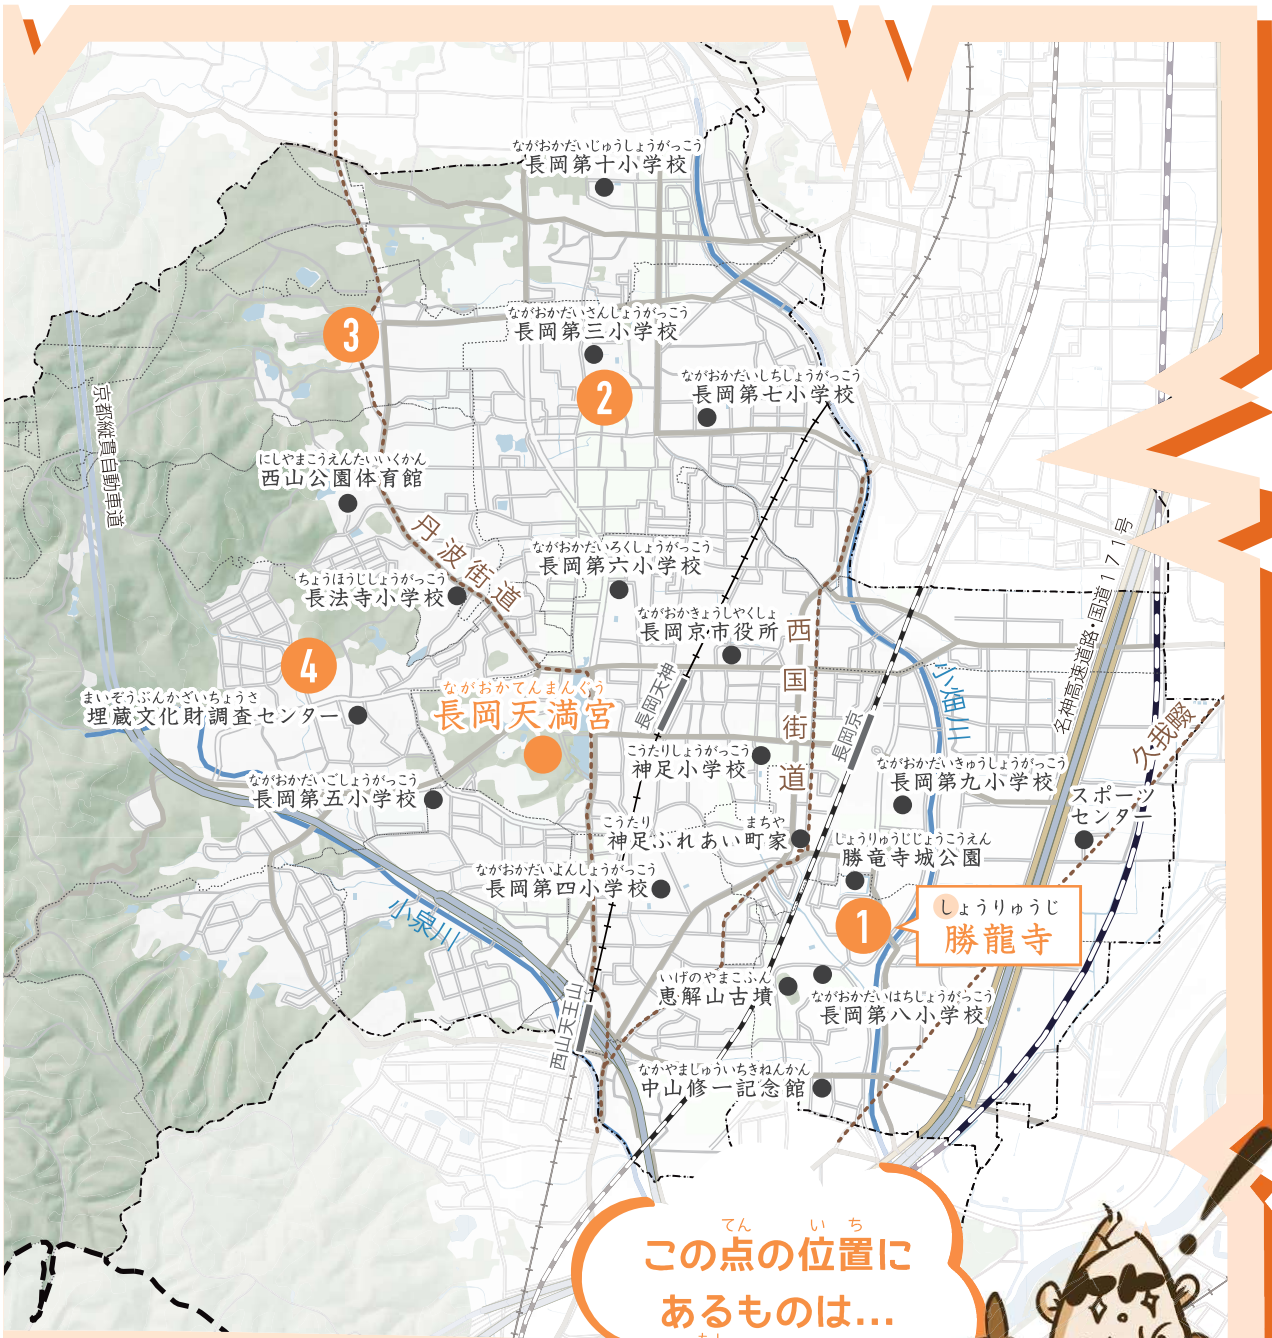 ながおかだいじゅうしょうがっこう
長岡第十小学校
ながおかだいさんしょうがっこう
長岡第三小学校
3
2
ながおかだいしちしょうがっこう
長岡第七小学校
京都縦貫自動車道
にしやまこうえんたいいくかん
西山公園体育館
丹波街道
ながおかだいろくしょうがっこう
長岡第六小学校
名神高速道路・国道171号
ちょうほうじしょうがっこう
長法寺小学校
ながおかきょうしやくしょ
長岡京市役所
西国街道
4
小畑川
まいぞうぶんかざいちょうさ
埋蔵文化財調査センター
ながおかてんまんぐう
長岡天満宮
長岡天神
長岡京
久我畷
こうたりしょうがっこう
神足小学校
ながおかだいきゅうしょうがっこう
長岡第九小学校
ながおかだいごしょうがっこう
長岡第五小学校
スポーツ
センター
こうたり まちや
神足ふれあい町家
しょうりゅうじじょうこうえん
勝竜寺城公園
ながおかだいよんしょうがっこう
長岡第四小学校
小泉川
1
しょうりゅうじ
勝龍寺
いげのやまこふん
恵解山古墳
ながおかだいはちしょうがっこう
長岡第八小学校
西山天王山
なかやましゅういちきねんかん
中山修一記念館
てん いち
この点の位置に
あるものは…